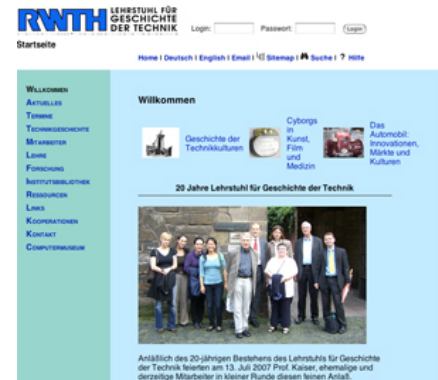 RWTH LEHRSTUHL FÜR
GESCHICHTE
DER TECHNIK
Login: Passwort: Login
Startseite
Home I Deutsch I English I Email I Sitemap I Suche I ? Hilfe
WILLKOMMEN
AKTUELLES
TERMINE
TECHNIKGESCHICHTE
MITARBEITER
LEHRE
FORSCHUNG
INSTITUTSBIBLIOTHEK
RESSOURCEN
LINKS
KOOPERATIONEN
KONTAKT
COMPUTERMUSEUM
Willkommen
Geschichte der
Technikkulturen
Cyborgs
in
Kunst,
Film
und
Medizin
Das
Automobil:
Innovationen,
Märkte und
Kulturen
20 Jahre Lehrstuhl für Geschichte der Technik
Anläßlich des 20-jährigen Bestehens des Lehrstuhls für Geschichte
der Technik feierten am 13. Juli 2007 Prof. Kaiser, ehemalige und
derzeitige Mitarbeiter in kleiner Runde diesen feinen Anlaß.